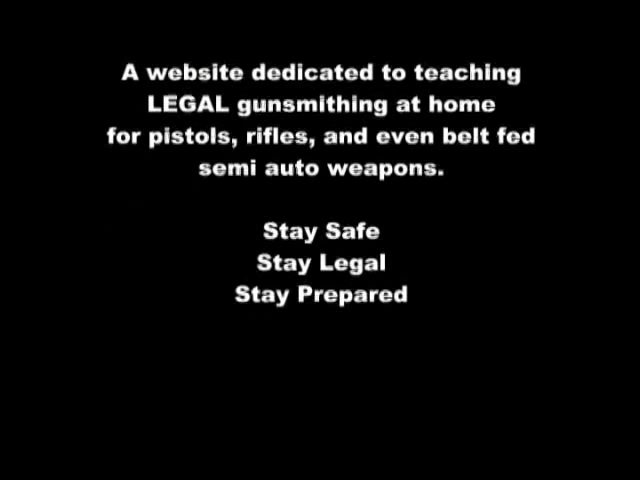 A website dedicated to teaching
LEGAL gunsmithing at home
for pistols, rifles, and even belt fed
semi auto weapons.
Stay Safe
Stay Legal
Stay Prepared